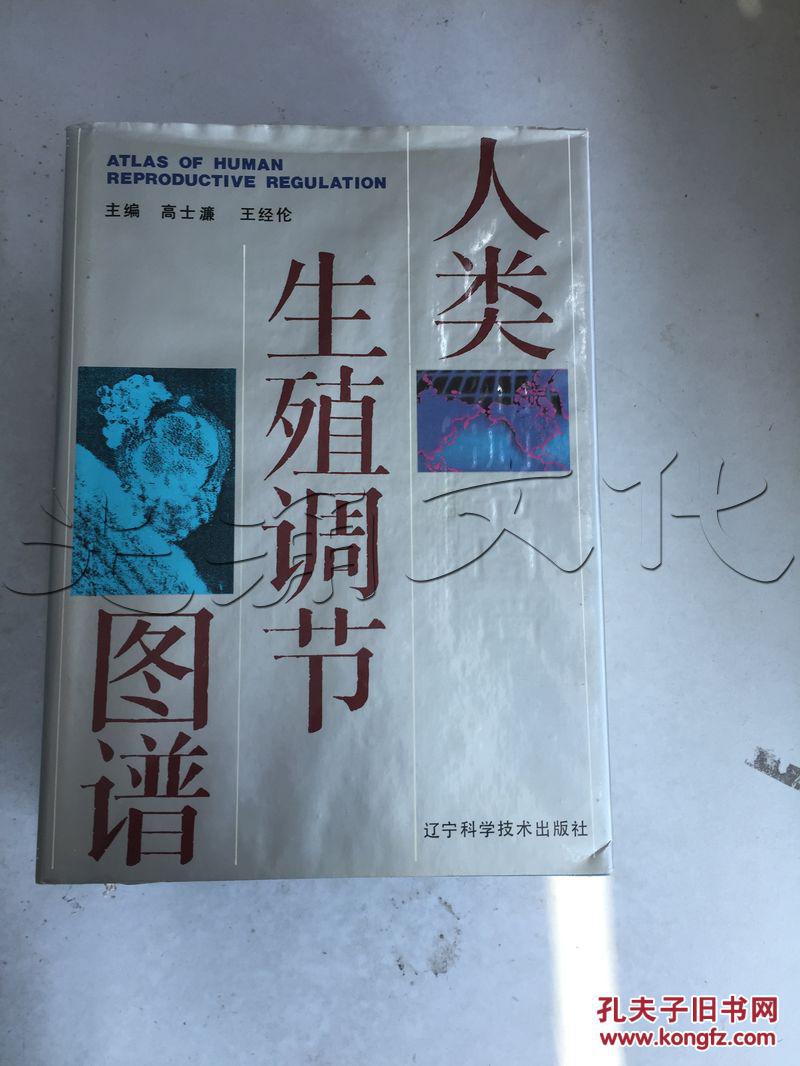 ATLAS OF HUMAN
REPRODUCTIVE REGULATION
主编 高士濂 王经伦
人类
生殖调节
图谱
辽宁科学技术出版社
文化
孔夫子旧书网
www.kongfz.com